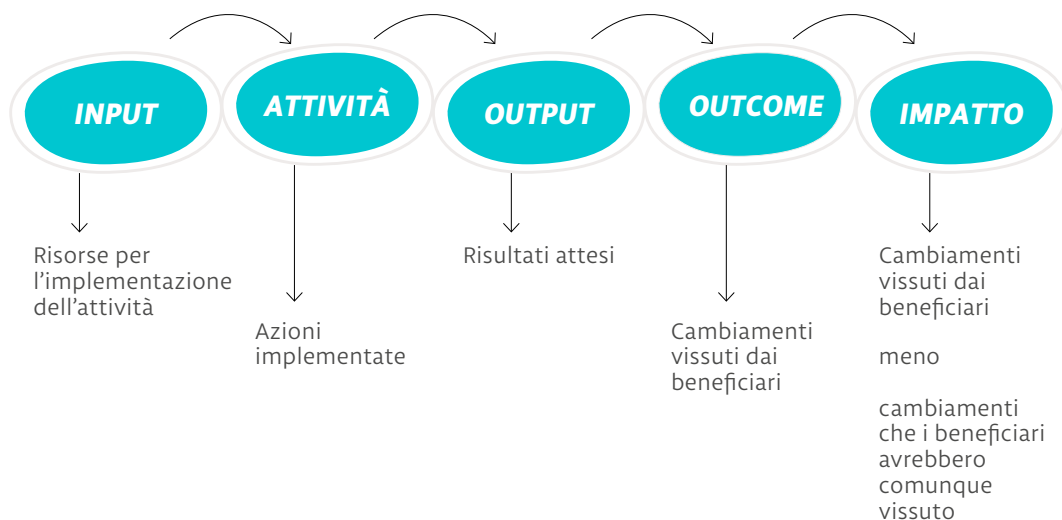 INPUT
ATTIVITÀ
OUTPUT
OUTCOME
IMPATTO
Risorse per
l'implementazione
dell'attività
Azioni
implementate
Risultati attesi
Cambiamenti
vissuti dai
beneficiari
Cambiamenti
vissuti dai
beneficiari
meno
cambiamenti
che i beneficiari
avrebbero
comunque
vissuto